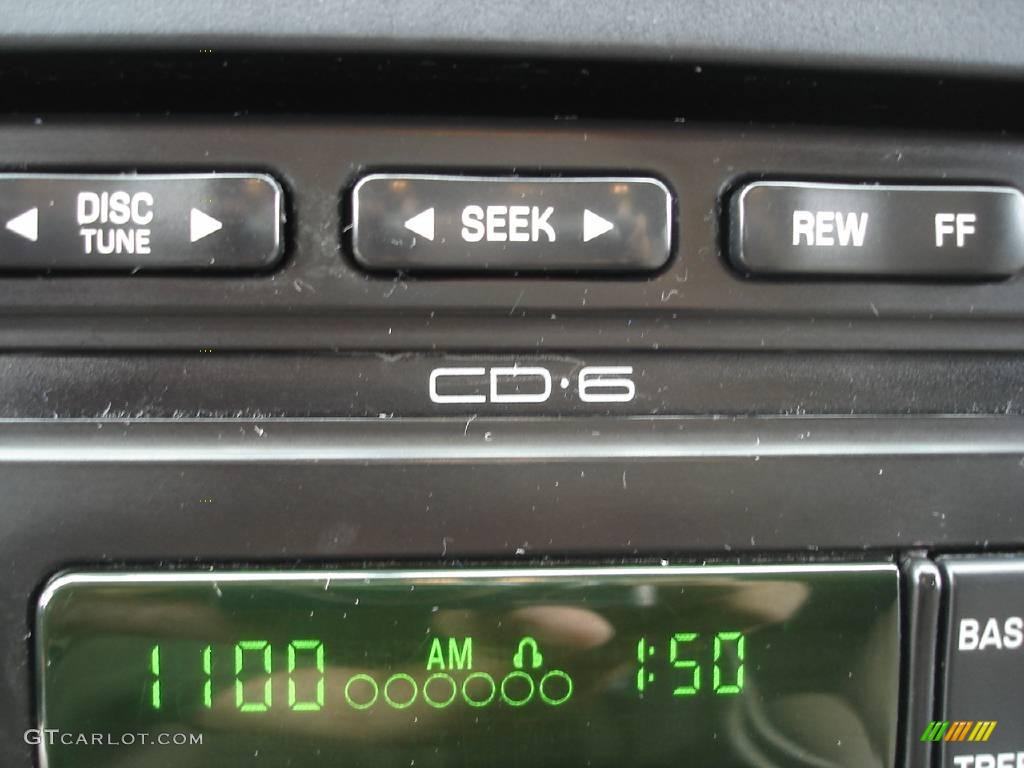 DISC SEEK REW FF
TUNE
CD·6
AM
1100 1:50
BAS
GTCARLOT.COM